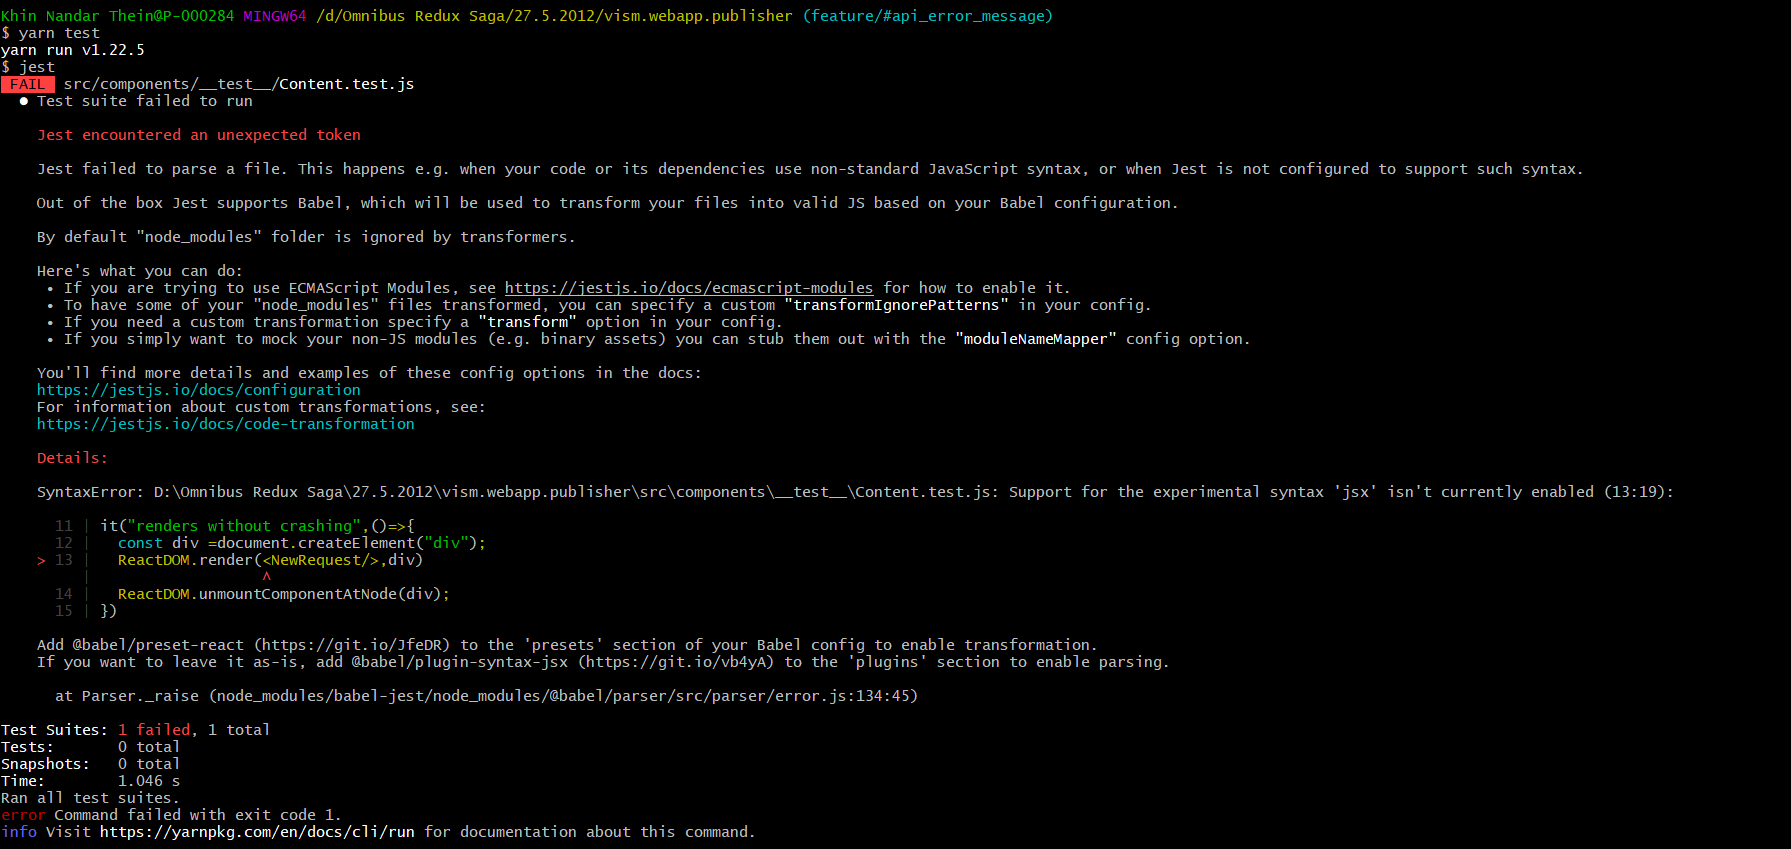 Khin Nandar Thein@P-000284 MINGW64 /d/Omnibus Redux Saga/27.5.2012/vism.webapp.publisher (feature/#api_error_message)
$ yarn test
yarn run v1.22.5
$ jest
FAIL src/components/__test__/Content.test.js
● Test suite failed to run
Jest encountered an unexpected token
Jest failed to parse a file. This happens e.g. when your code or its dependencies use non-standard JavaScript syntax, or when Jest is not configured to support such syntax.
Out of the box Jest supports Babel, which will be used to transform your files into valid JS based on your Babel configuration.
By default "node_modules" folder is ignored by transformers.
Here's what you can do:
• If you are trying to use ECMAScript Modules, see https://jestjs.io/docs/ecmascript-modules for how to enable it.
• To have some of your "node_modules" files transformed, you can specify a custom "transformIgnorePatterns" in your config.
• If you need a custom transformation specify a "transform" option in your config.
• If you simply want to mock your non-JS modules (e.g. binary assets) you can stub them out with the "moduleNameMapper" config option.
You'll find more details and examples of these config options in the docs:
https://jestjs.io/docs/configuration
For information about custom transformations, see:
https://jestjs.io/docs/code-transformation
Details:
SyntaxError: D:\Omnibus Redux Saga\27.5.2012\vism.webapp.publisher\src\components\__test__\Content.test.js: Support for the experimental syntax 'jsx' isn't currently enabled (13:19):
11 | it("renders without crashing",()=>{
12 |   const div =document.createElement("div");
> 13 |   ReactDOM.render(<NewRequest/>,div)
|                   ^
14 |   ReactDOM.unmountComponentAtNode(div);
15 | })
Add @babel/preset-react (https://git.io/JfeDR) to the 'presets' section of your Babel config to enable transformation.
If you want to leave it as-is, add @babel/plugin-syntax-jsx (https://git.io/vb4yA) to the 'plugins' section to enable parsing.
at Parser._raise (node_modules/babel-jest/node_modules/@babel/parser/src/parser/error.js:134:45)
Test Suites: 1 failed, 1 total
Tests:       0 total
Snapshots:   0 total
Time:        1.046 s
Ran all test suites.
error Command failed with exit code 1.
info Visit https://yarnpkg.com/en/docs/cli/run for documentation about this command.